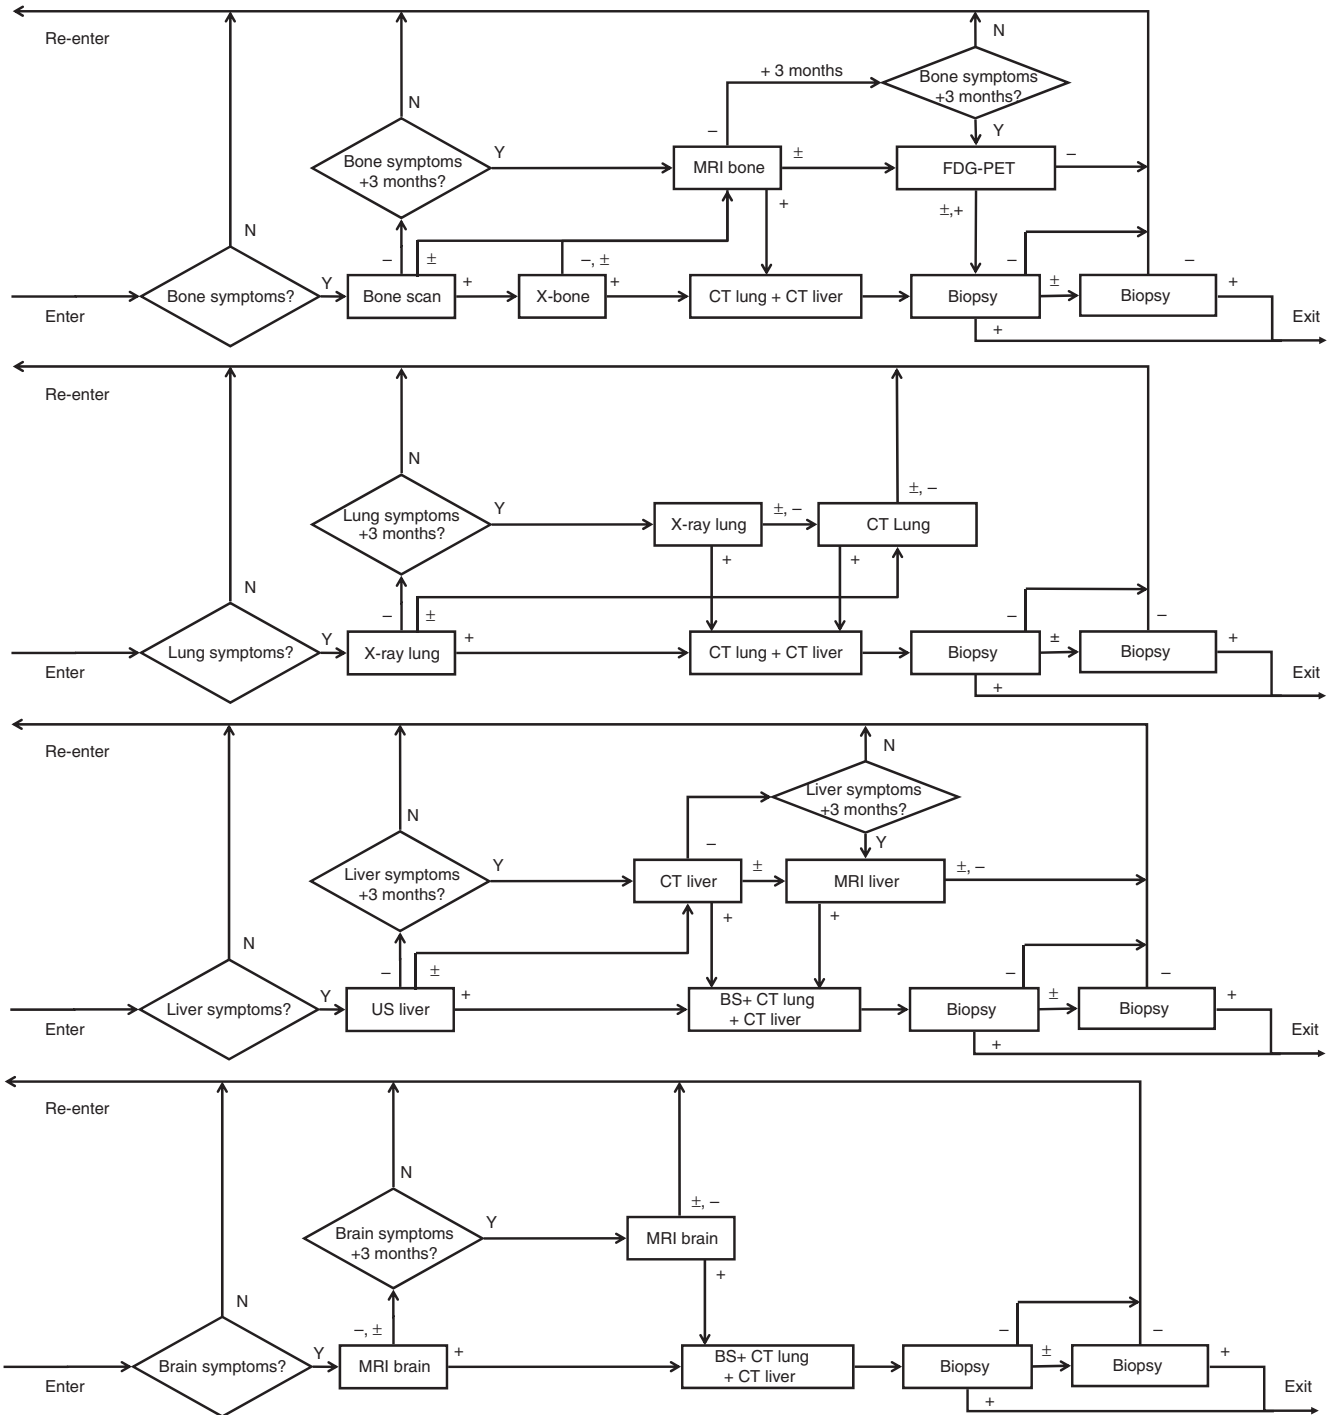 Re-enter
N
+ 3 months
Bone symptoms
+3 months?
N
–
Y
Bone symptoms
+3 months?
Y
MRI bone
±
FDG-PET
–
+
±,+
N
–
±
–, ±
–
–
Bone symptoms?
Y
Bone scan
+
X-bone
+
CT lung + CT liver
Biopsy
±
Biopsy
+
Enter
+
Exit
Re-enter
N
±, –
Lung symptoms
+3 months?
Y
X-ray lung
±, –
CT Lung
+
+
N
–
±
–
–
Lung symptoms?
Y
X-ray lung
+
CT lung + CT liver
Biopsy
±
Biopsy
+
Enter
+
Exit
Re-enter
N
Liver symptoms
+3 months?
N
–
Y
Liver symptoms
+3 months?
Y
CT liver
±
MRI liver
±, –
+
+
N
–
±
–
–
Liver symptoms?
Y
US liver
+
BS+ CT lung
+ CT liver
Biopsy
±
Biopsy
+
Enter
+
Exit
Re-enter
N
±, –
Brain symptoms
+3 months?
Y
MRI brain
+
N
–, ±
–
–
Brain symptoms?
Y
MRI brain
+
BS+ CT lung
+ CT liver
Biopsy
±
Biopsy
+
Enter
+
Exit